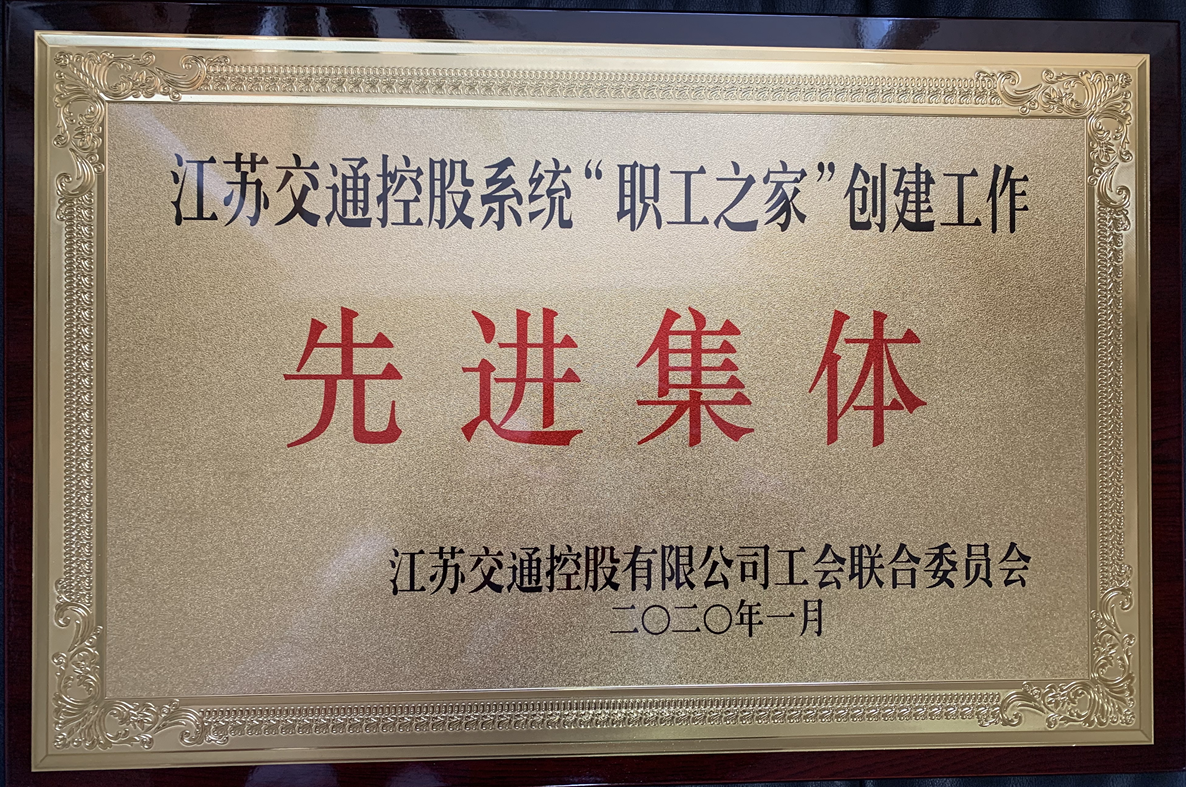 江苏交通控股系统“职工之家”创建工作
先进集体
江苏交通控股有限公司工会联合委员会
二〇二〇年一月